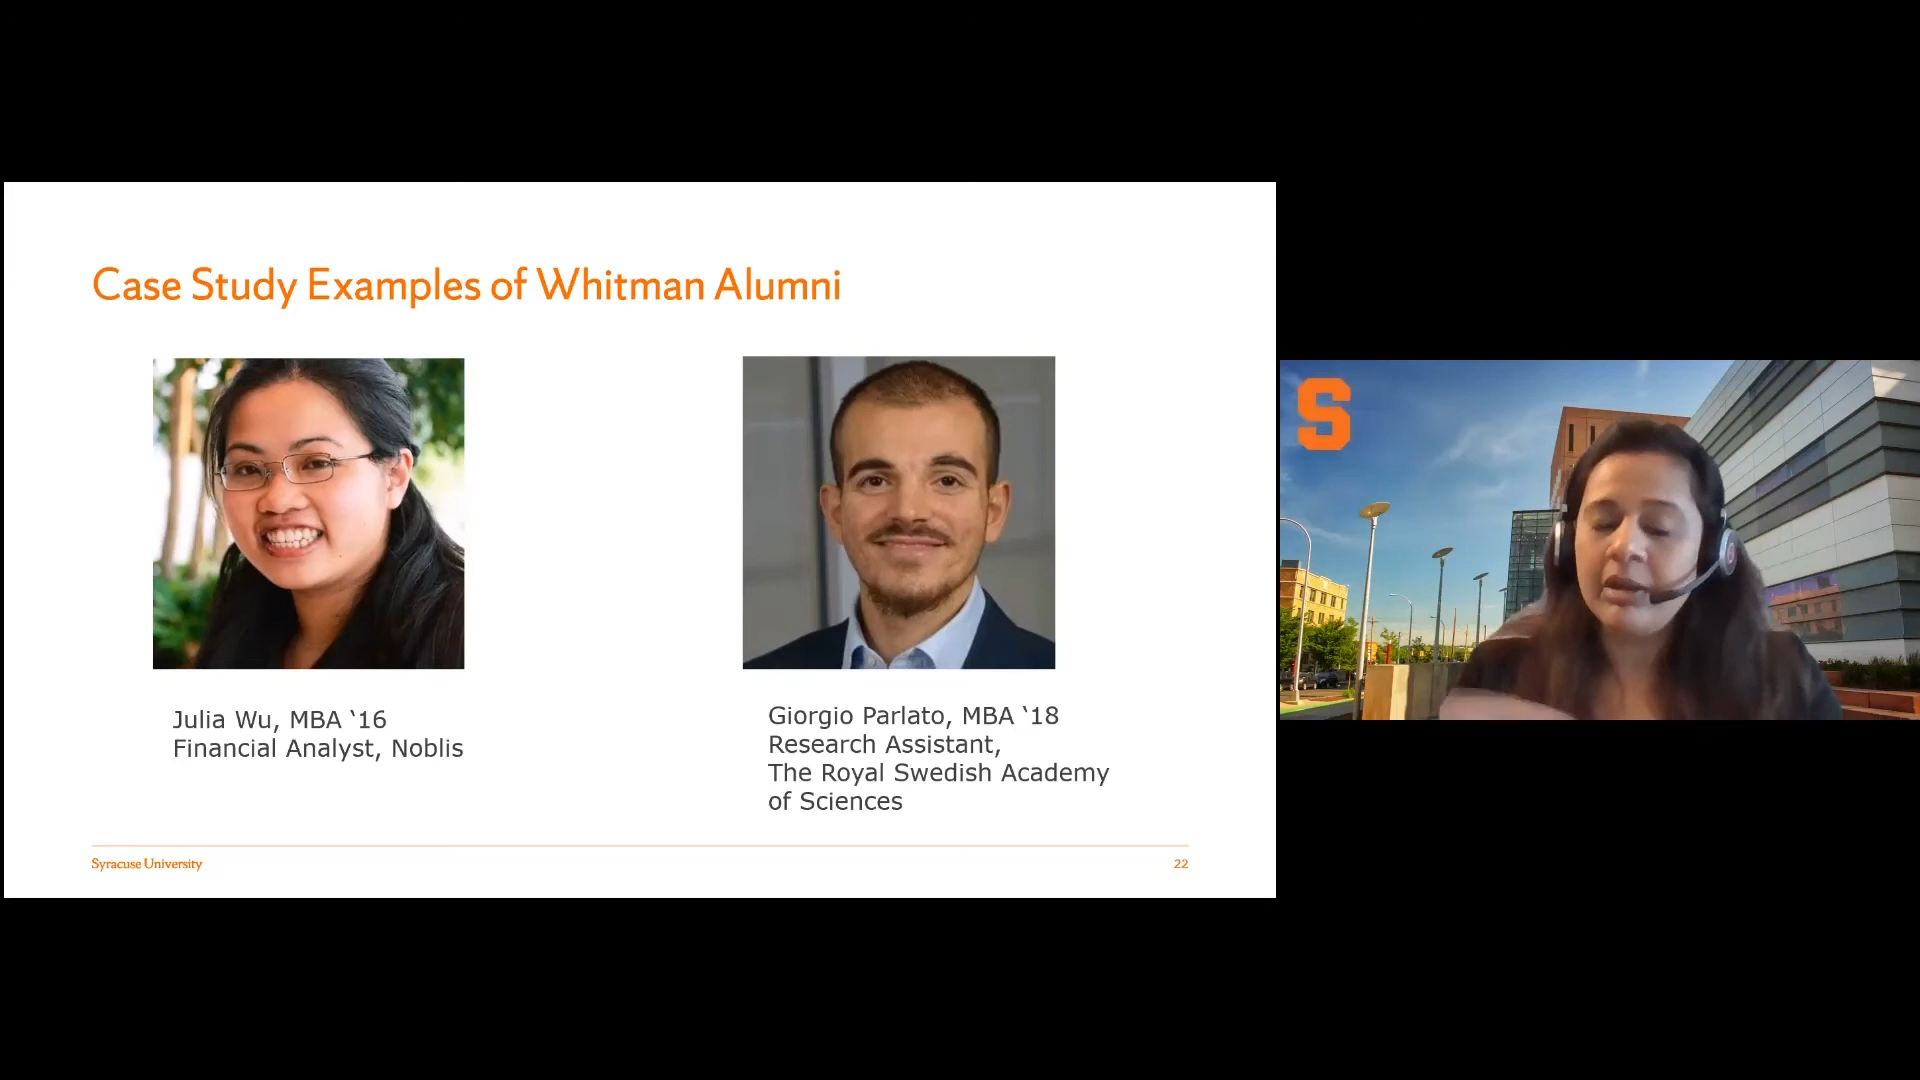 Case Study Examples of Whitman Alumni
Julia Wu, MBA ‘16
Financial Analyst, Noblis
Giorgio Parlato, MBA ‘18
Research Assistant,
The Royal Swedish Academy
of Sciences
Syracuse University
22
S